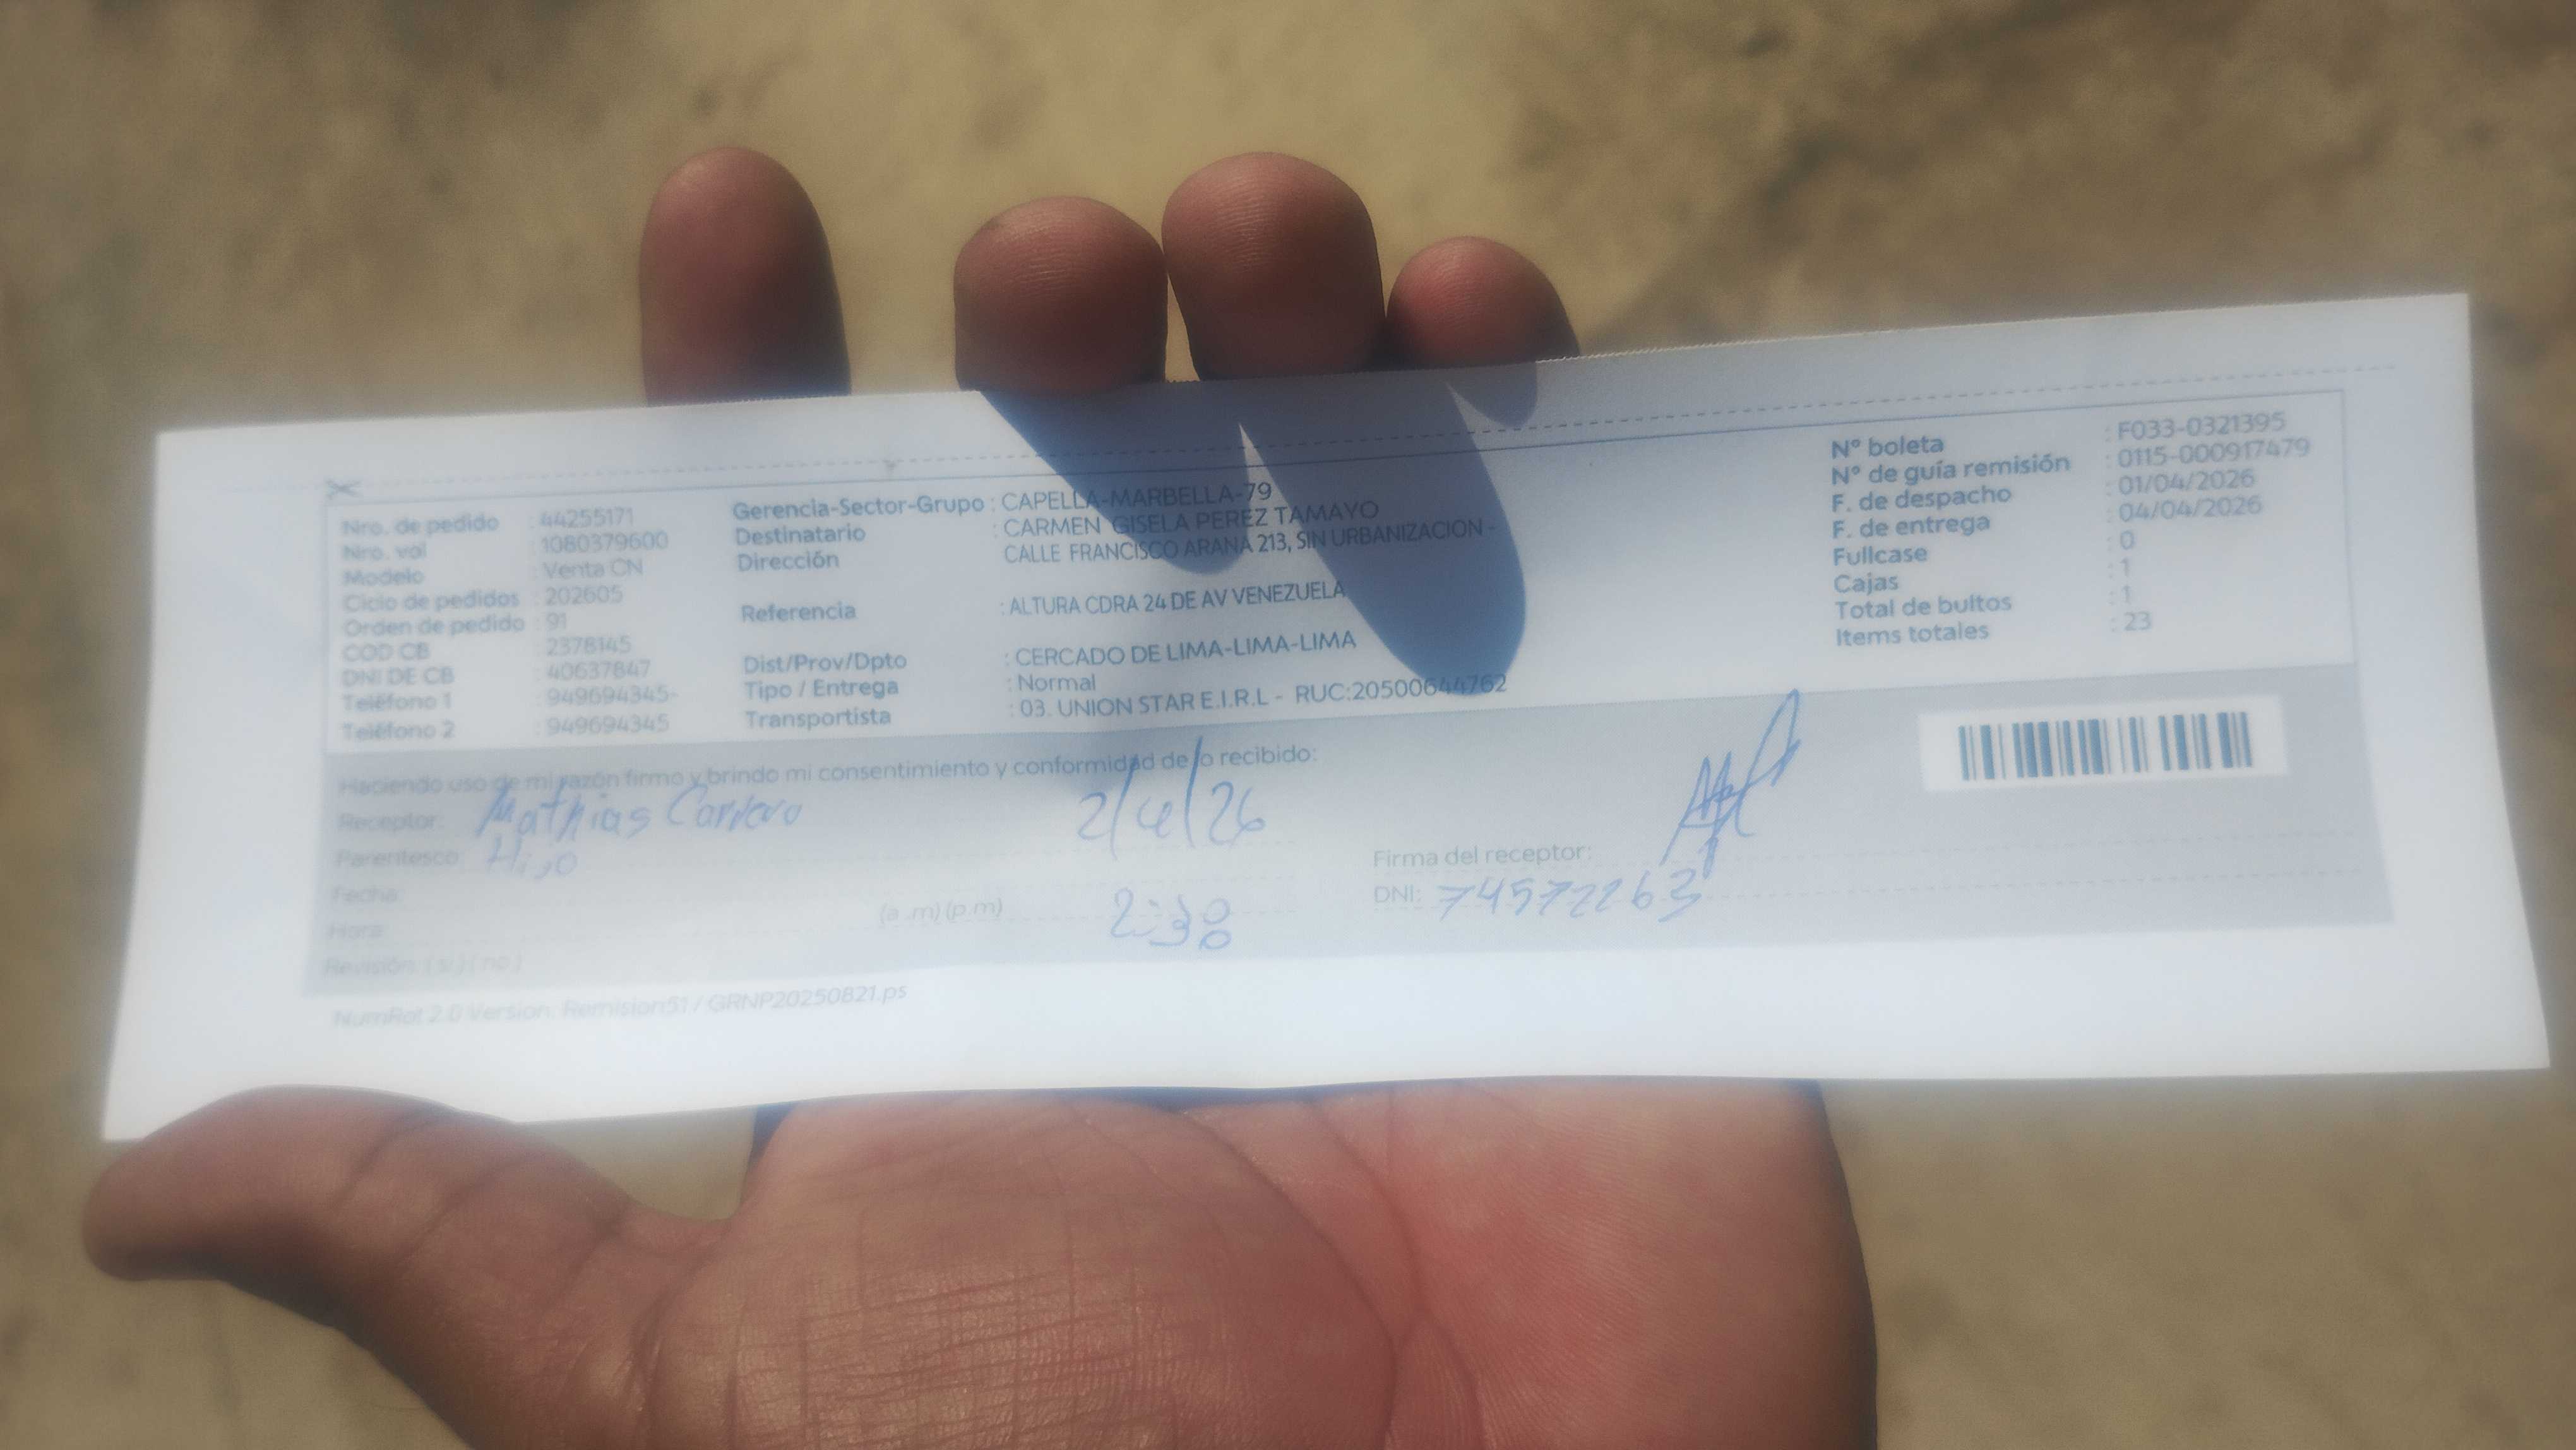 Nro. de pedido : 44255171
Nro. vol : 1080379600
Modelo : Venta CN
Ciclo de pedidos : 202605
Orden de pedido : 91
COD CB : 2378145
DNI DE CB : 40637847
Teléfono 1 : 949694345-
Teléfono 2 : 949694345
Gerencia-Sector-Grupo : CAPELLA-MARBELLA-79
Destinatario : CARMEN GISELA PEREZ TAMAYO
Dirección : CALLE FRANCISCO ARANA 213, SIN URBANIZACION -
Referencia : ALTURA CDRA 24 DE AV VENEZUELA
Dist/Prov/Dpto : CERCADO DE LIMA-LIMA-LIMA
Tipo / Entrega : Normal
Transportista : 03. UNION STAR E.I.R.L - RUC:20500644762
N° boleta : F033-0321395
N° de guía remisión : 0115-000917479
F. de despacho : 01/04/2026
F. de entrega : 04/04/2026
Fullcase : 0
Cajas : 1
Total de bultos : 1
Items totales : 23
Haciendo uso de mi razón firmo y brindo mi consentimiento y conformidad de lo recibido:
Receptor: Mathias
Parentesco: Hijo
Fecha: 2/4/26
Hora: (a .m) (p.m) 2:30
Revisión: ( si ) ( no )
Firma del receptor:
DNI: 74572263
NumRot 2.0 Version: Remision51 / GRNP20250821.ps